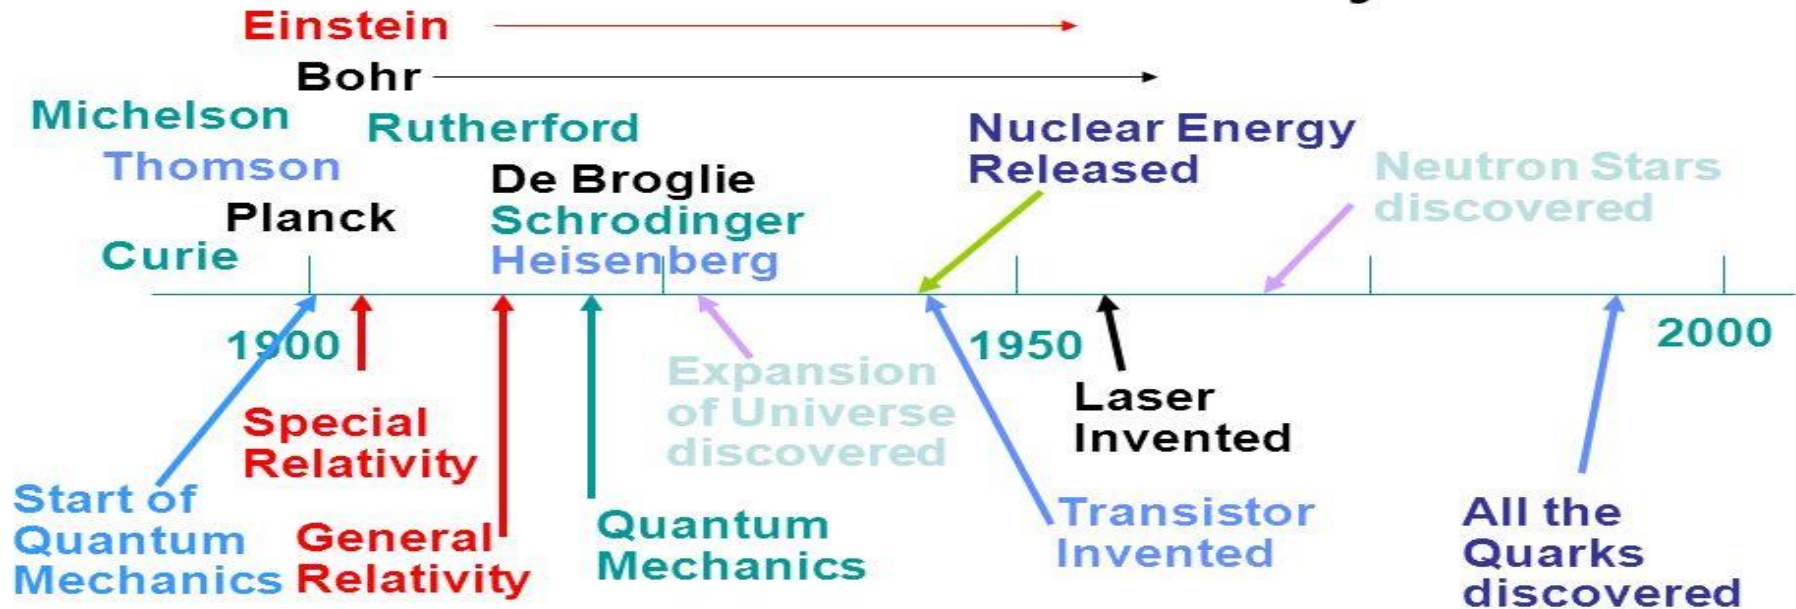 Einstein
Bohr
Michelson
Rutherford
Thomson
De Broglie
Planck
Schrodinger
Curie
Heisenberg
Nuclear Energy
Released
Neutron Stars
discovered
1900
1950
2000
Special
Relativity
Expansion
of Universe
discovered
Laser
Invented
Start of
Quantum
Mechanics
General
Relativity
Quantum
Mechanics
Transistor
Invented
All the
Quarks
discovered